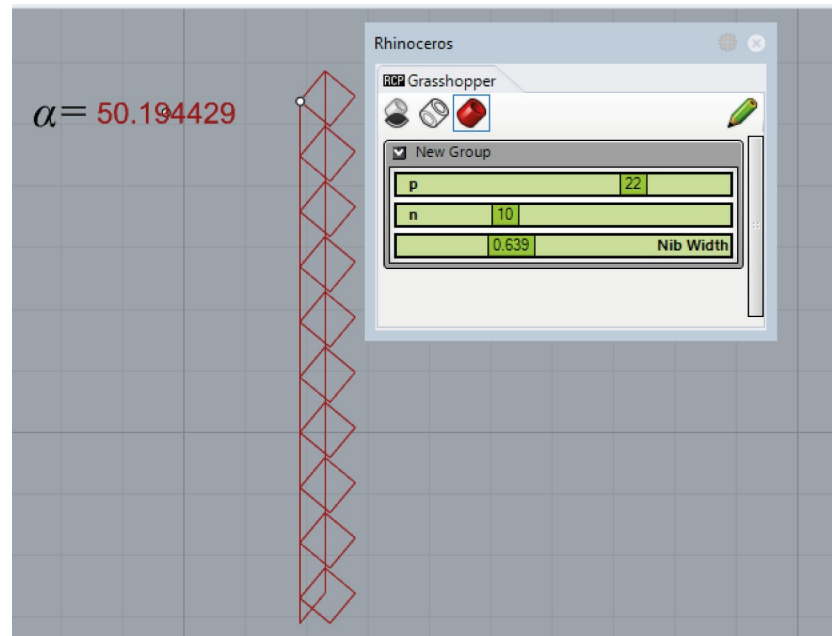 Rhinoceros
RCP Grasshopper
α= 50.194429
New Group
p 22
n 10
0.639 Nib Width